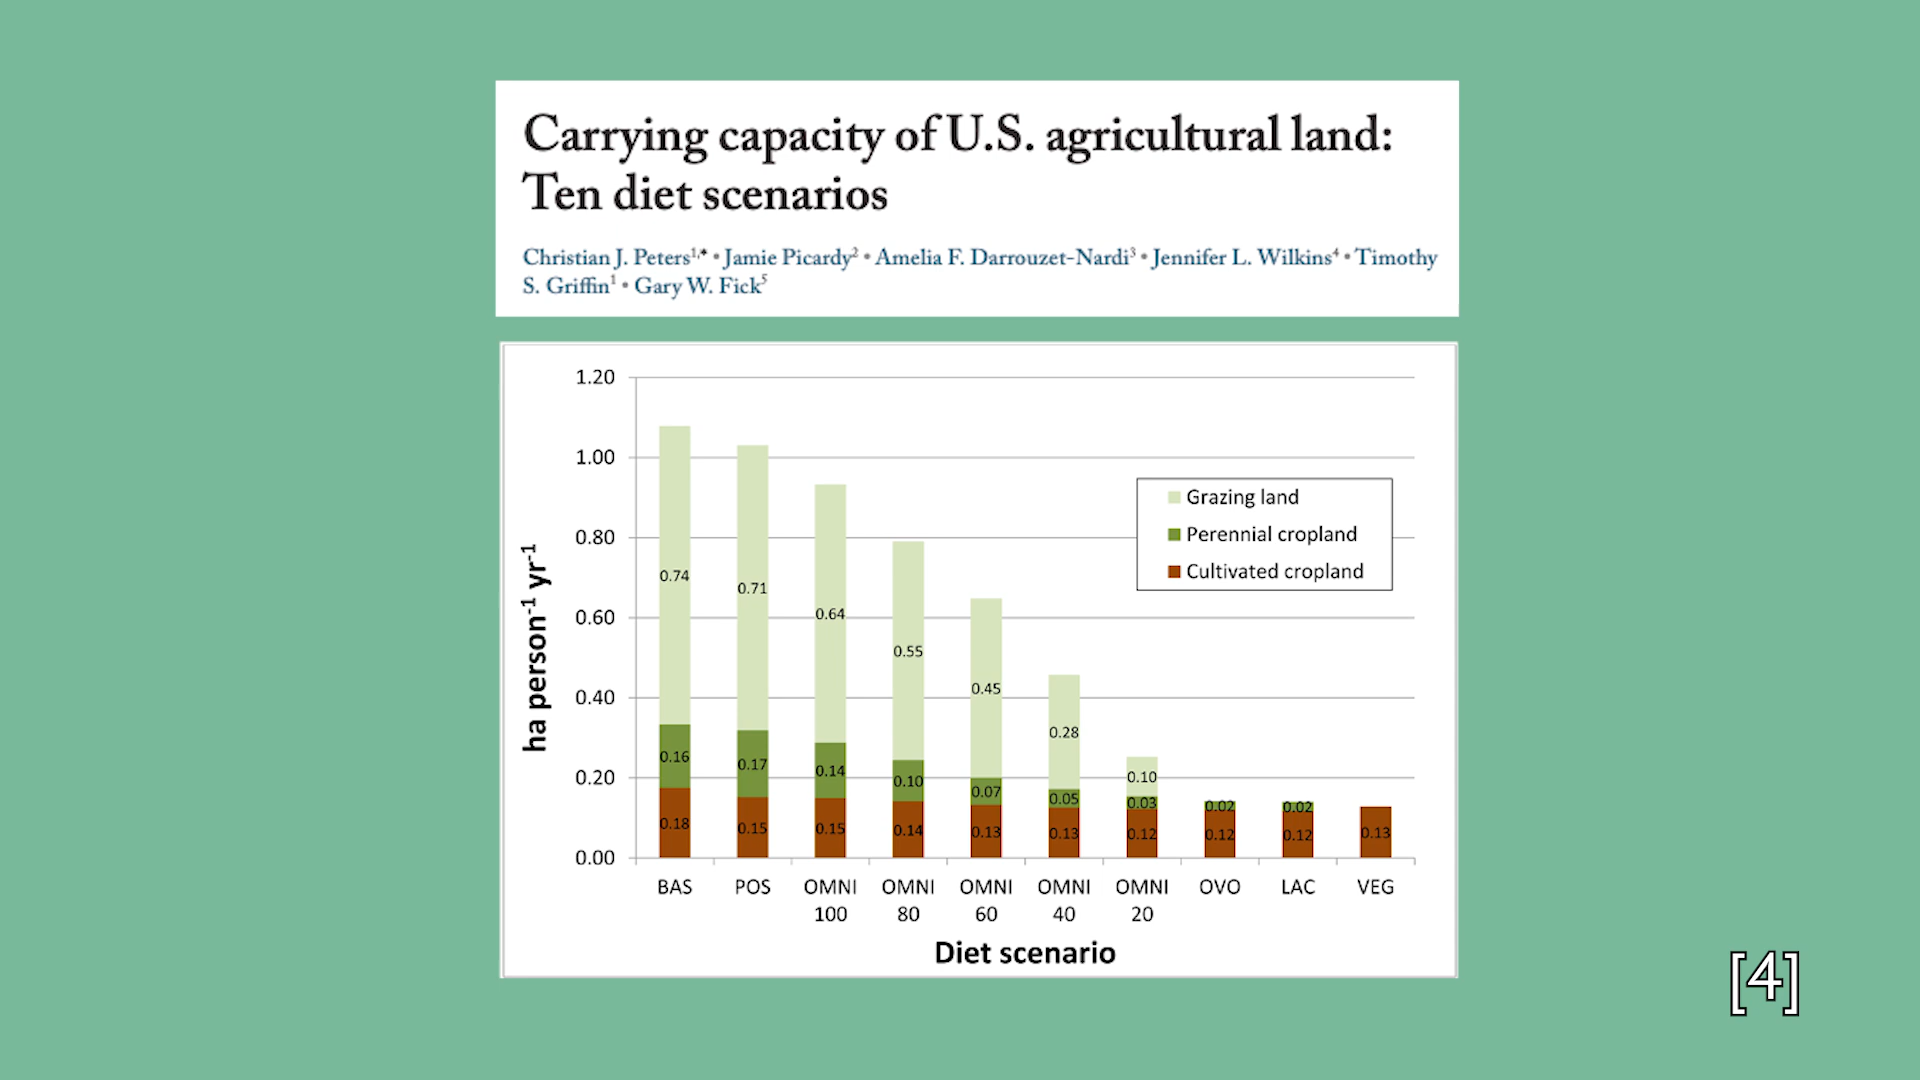 Carrying capacity of U.S. agricultural land:
Ten diet scenarios
Christian J. Peters¹,* • Jamie Picardy² • Amelia F. Darrouzet-Nardi³ • Jennifer L. Wilkins⁴ • Timothy
S. Griffin¹ • Gary W. Fick⁵
1.20
1.00
0.80
0.60
0.40
0.20
0.00
ha person⁻¹ yr⁻¹
Grazing land
Perennial cropland
Cultivated cropland
0.74 0.71 0.64 0.55 0.45 0.28 0.10
0.16 0.17 0.14 0.10 0.07 0.05 0.03 0.02 0.02
0.18 0.15 0.15 0.14 0.13 0.13 0.12 0.12 0.12 0.13
BAS POS OMNI OMNI OMNI OMNI OMNI OVO LAC VEG
100 80 60 40 20
Diet scenario
[4]